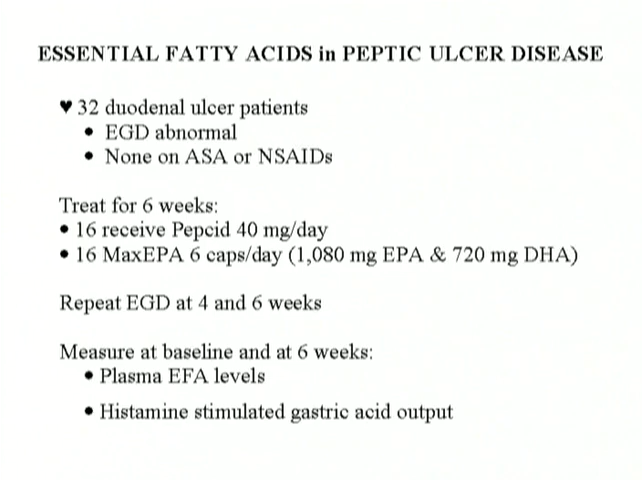 ESSENTIAL FATTY ACIDS in PEPTIC ULCER DISEASE
♥ 32 duodenal ulcer patients
• EGD abnormal
• None on ASA or NSAIDs
Treat for 6 weeks:
• 16 receive Pepcid 40 mg/day
• 16 MaxEPA 6 caps/day (1,080 mg EPA & 720 mg DHA)
Repeat EGD at 4 and 6 weeks
Measure at baseline and at 6 weeks:
• Plasma EFA levels
• Histamine stimulated gastric acid output